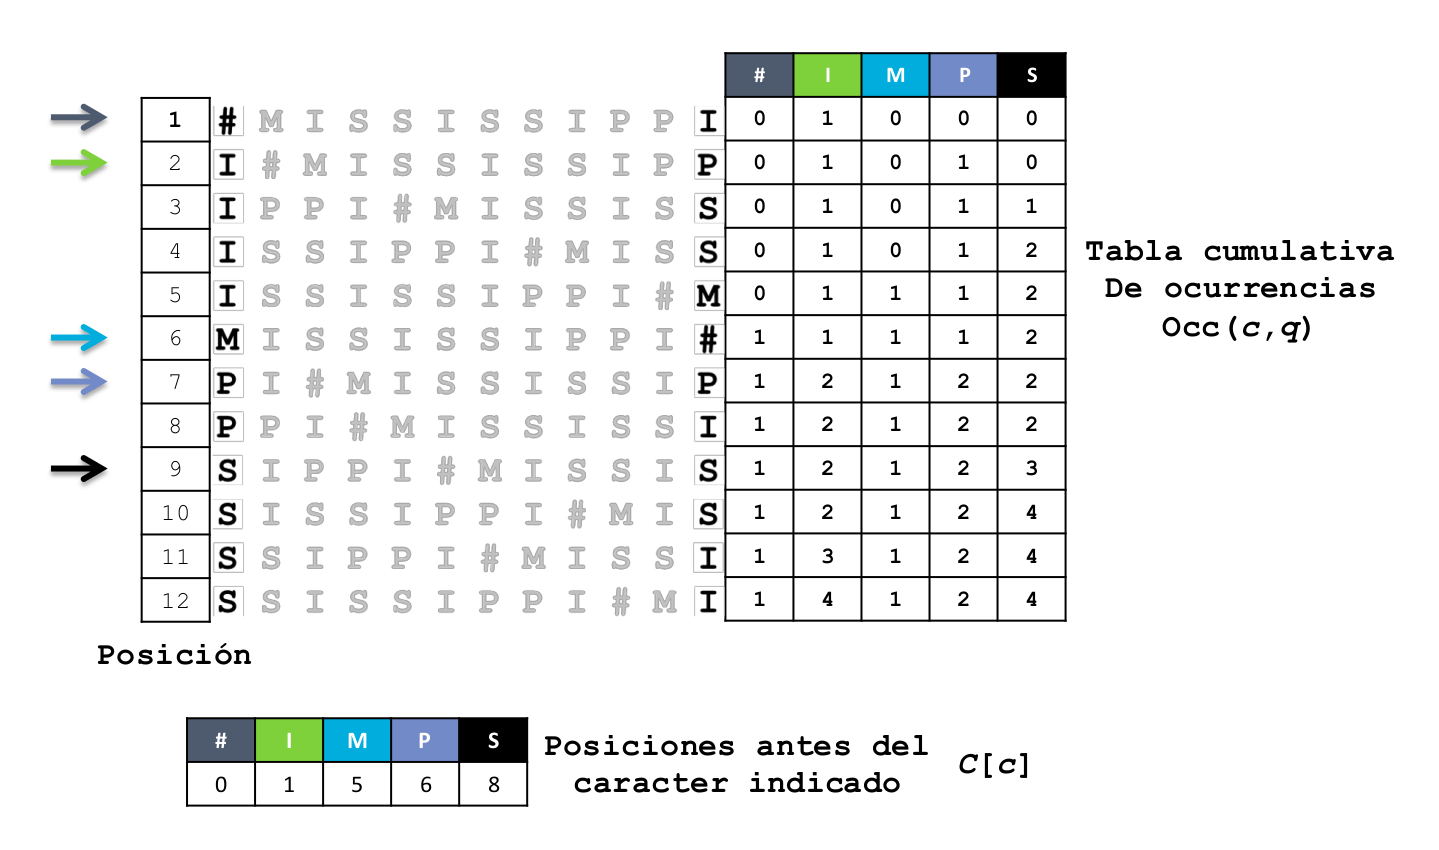 # I M P S
1 # M I S S I S S I P P I 0 1 0 0 0
2 I # M I S S I S S I P P 0 1 0 1 0
3 I P P I # M I S S I S S 0 1 0 1 1
4 I S S I P P I # M I S S 0 1 0 1 2
5 I S S I S S I P P I # M 0 1 1 1 2
6 M I S S I S S I P P I # 1 1 1 1 2
7 P I # M I S S I S S I P 1 2 1 2 2
8 P P I # M I S S I S S I 1 2 1 2 2
9 S I P P I # M I S S I S 1 2 1 2 3
10 S I S S I P P I # M I S 1 2 1 2 4
11 S S I P P I # M I S S I 1 3 1 2 4
12 S S I S S I P P I # M I 1 4 1 2 4
Tabla cumulativa
De ocurrencias
Occ(c,q)
Posición
# I M P S
0 1 5 6 8
Posiciones antes del
caracter indicado
C[c]